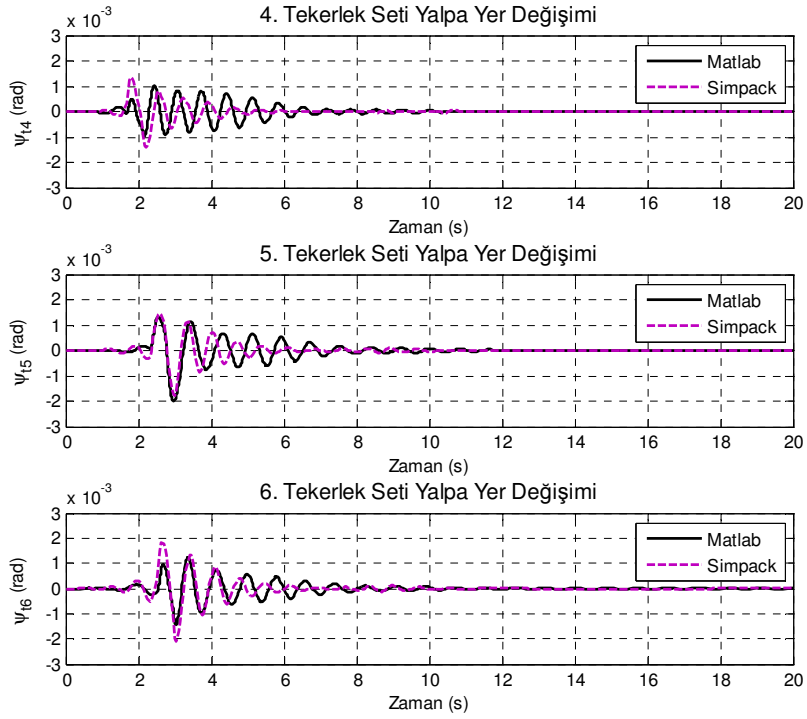 x 10^-3
4. Tekerlek Seti Yalpa Yer Değişimi
3
2
1
0
-1
-2
-3
ψt4 (rad)
Matlab
Simpack
0 2 4 6 8 10 12 14 16 18 20
Zaman (s)
x 10^-3
5. Tekerlek Seti Yalpa Yer Değişimi
3
2
1
0
-1
-2
-3
ψt5 (rad)
Matlab
Simpack
0 2 4 6 8 10 12 14 16 18 20
Zaman (s)
x 10^-3
6. Tekerlek Seti Yalpa Yer Değişimi
3
2
1
0
-1
-2
-3
ψt6 (rad)
Matlab
Simpack
0 2 4 6 8 10 12 14 16 18 20
Zaman (s)